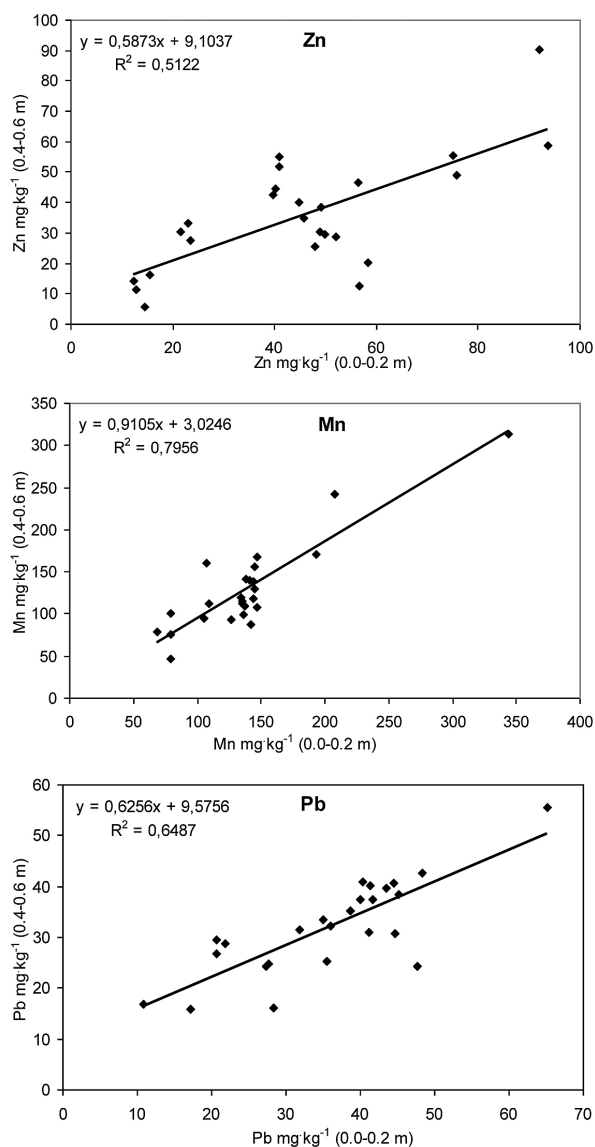 y = 0,5873x + 9,1037
R² = 0,5122
Zn
100
90
80
70
60
50
40
30
20
10
0
Zn mg·kg⁻¹ (0.4-0.6 m)
0 20 40 60 80 100
Zn mg·kg⁻¹ (0.0-0.2 m)
y = 0,9105x + 3,0246
R² = 0,7956
Mn
350
300
250
200
150
100
50
0
Mn mg·kg⁻¹ (0.4-0.6 m)
0 50 100 150 200 250 300 350 400
Mn mg·kg⁻¹ (0.0-0.2 m)
y = 0,6256x + 9,5756
R² = 0,6487
Pb
60
50
40
30
20
10
0
Pb mg·kg⁻¹ (0.4-0.6 m)
0 10 20 30 40 50 60 70
Pb mg·kg⁻¹ (0.0-0.2 m)